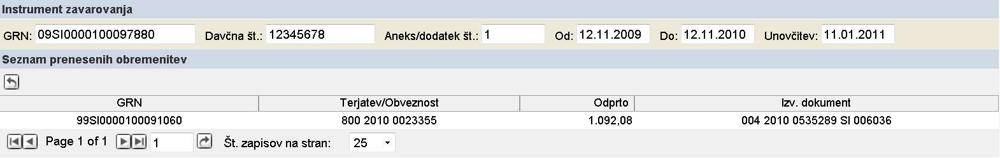 Instrument zavarovanja
GRN: 09SI0000100097880 Davčna št.: 12345678 Aneks/dodatek št.: 1 Od: 12.11.2009 Do: 12.11.2010 Unovčitev: 11.01.2011
Seznam prenesenih obremenitev
GRN Terjatev/Obveznost Odprto Izv. dokument
99SI0000100091060 800 2010 0023355 1.092,08 004 2010 0535289 SI 006036
Page 1 of 1 1 Št. zapisov na stran: 25